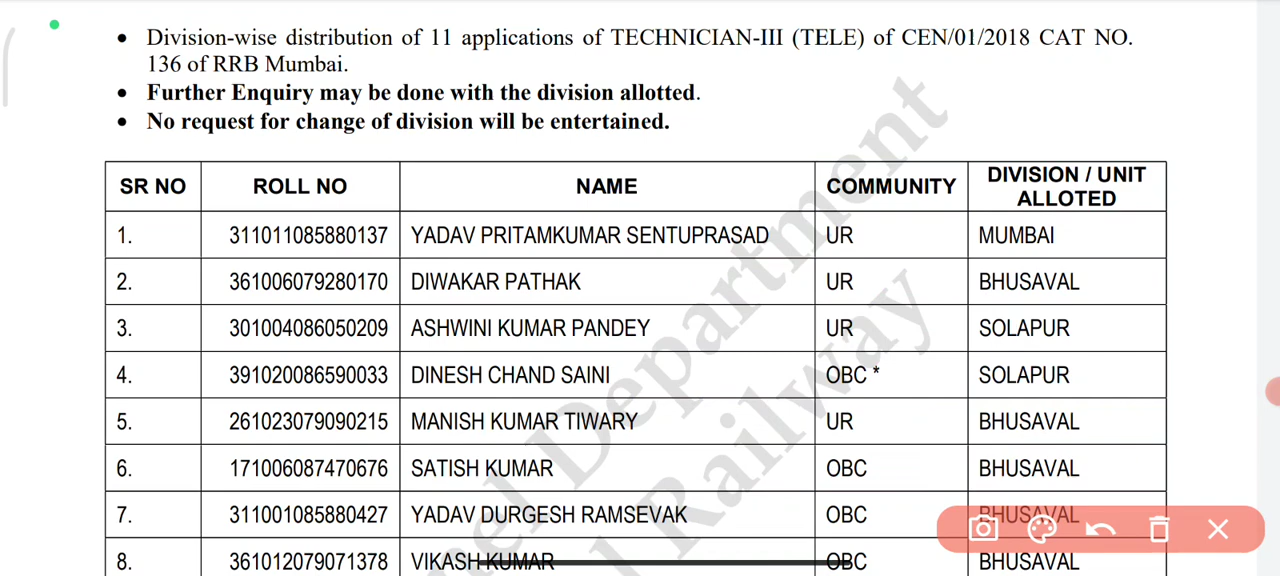 Division-wise distribution of 11 applications of TECHNICIAN-III (TELE) of CEN/01/2018 CAT NO.
136 of RRB Mumbai.
Further Enquiry may be done with the division allotted.
No request for change of division will be entertained.
SR NO ROLL NO NAME COMMUNITY DIVISION / UNIT ALLOTED
1. 311011085880137 YADAV PRITAMKUMAR SENTUPRASAD UR MUMBAI
2. 361006079280170 DIWAKAR PATHAK UR BHUSAVAL
3. 301004086050209 ASHWINI KUMAR PANDEY UR SOLAPUR
4. 391020086590033 DINESH CHAND SAINI OBC * SOLAPUR
5. 261023079090215 MANISH KUMAR TIWARY UR BHUSAVAL
6. 171006087470676 SATISH KUMAR OBC BHUSAVAL
7. 311001085880427 YADAV DURGESH RAMSEVAK OBC BHUSAVAL
8. 361012079071378 VIKASH KUMAR OBC BHUSAVAL
Department
Railway